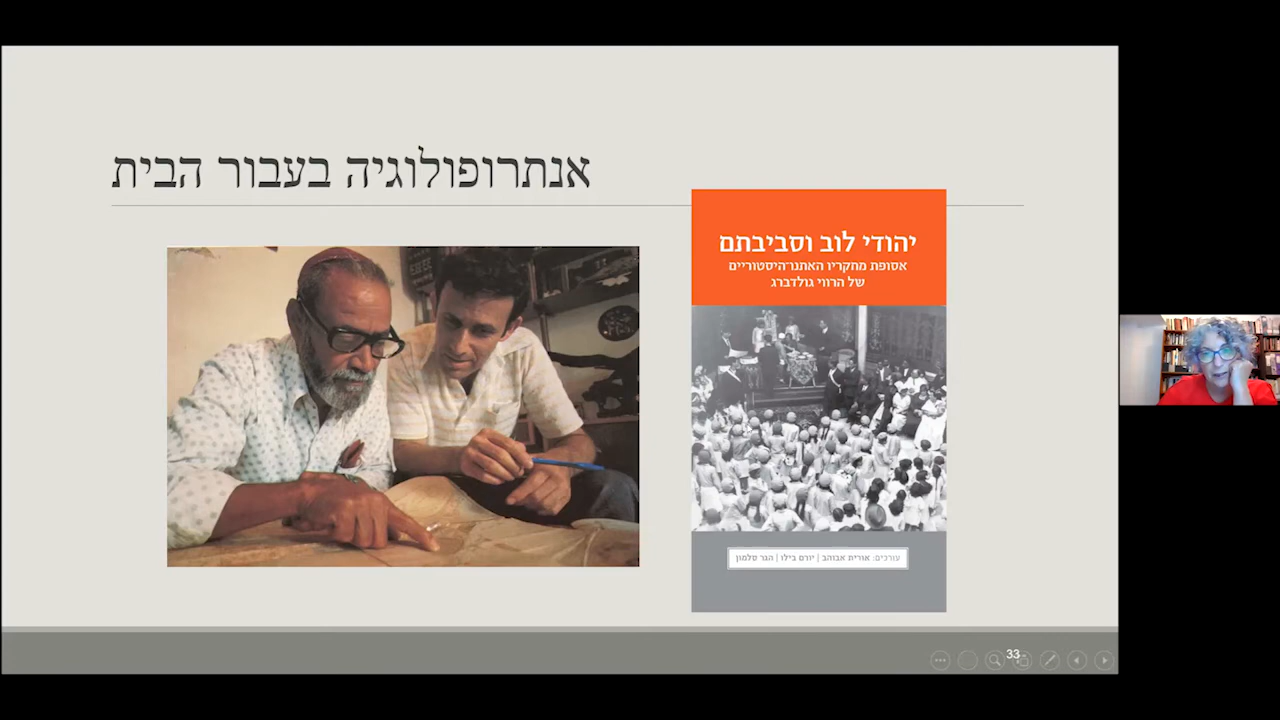 אנתרופולוגיה בעבור הבית
יהודי לוב וסביבתם
אסופת מחקריו האתנו־היסטוריים
של הרווי גולדברג
עורכים: אורית אבוהב | יורם בילו | הגר סלמון
33